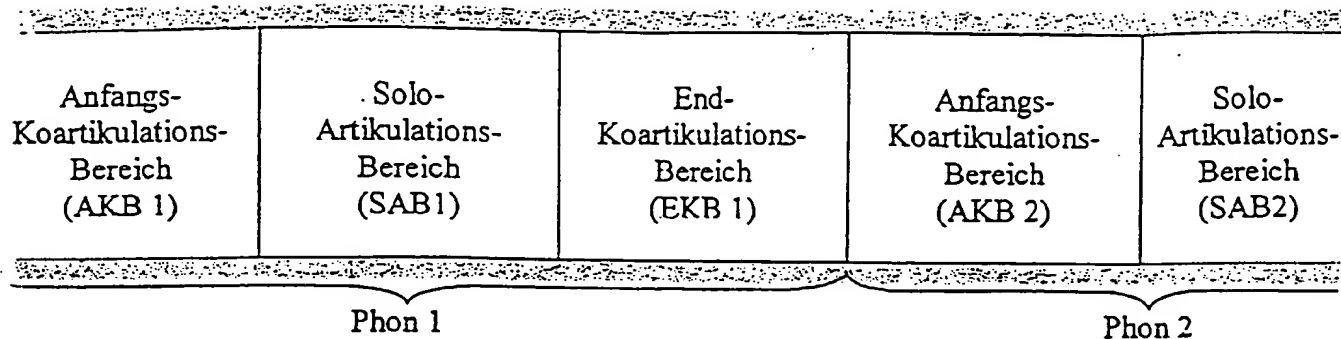 Anfangs-
Koartikulations-
Bereich
(AKB 1)
Solo-
Artikulations-
Bereich
(SAB1)
End-
Koartikulations-
Bereich
(EKB 1)
Anfangs-
Koartikulations-
Bereich
(AKB 2)
Solo-
Artikulations-
Bereich
(SAB2)
Phon 1
Phon 2